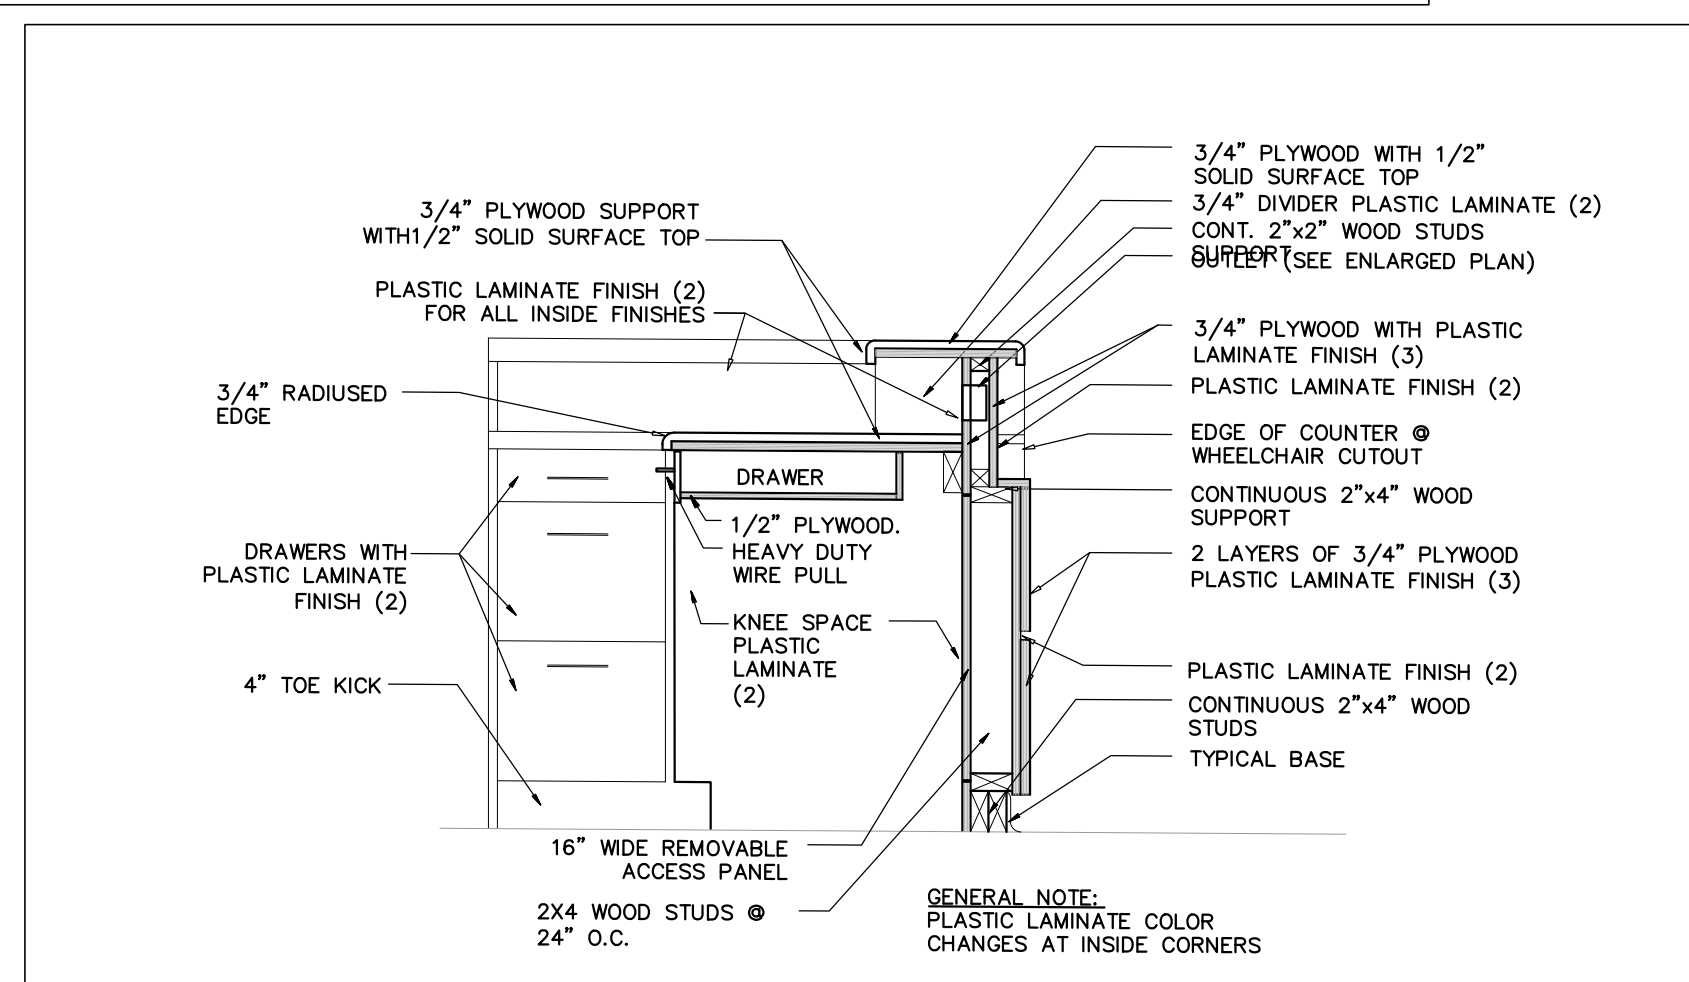 3/4" PLYWOOD SUPPORT
WITH1/2" SOLID SURFACE TOP
PLASTIC LAMINATE FINISH (2)
FOR ALL INSIDE FINISHES
3/4" RADIUSED
EDGE
DRAWERS WITH
PLASTIC LAMINATE
FINISH (2)
4" TOE KICK
DRAWER
1/2" PLYWOOD.
HEAVY DUTY
WIRE PULL
KNEE SPACE
PLASTIC
LAMINATE
(2)
16" WIDE REMOVABLE
ACCESS PANEL
2X4 WOOD STUDS @
24" O.C.
3/4" PLYWOOD WITH 1/2"
SOLID SURFACE TOP
3/4" DIVIDER PLASTIC LAMINATE (2)
CONT. 2"x2" WOOD STUDS
SUPPORT
OUTLET (SEE ENLARGED PLAN)
3/4" PLYWOOD WITH PLASTIC
LAMINATE FINISH (3)
PLASTIC LAMINATE FINISH (2)
EDGE OF COUNTER @
WHEELCHAIR CUTOUT
CONTINUOUS 2"x4" WOOD
SUPPORT
2 LAYERS OF 3/4" PLYWOOD
PLASTIC LAMINATE FINISH (3)
PLASTIC LAMINATE FINISH (2)
CONTINUOUS 2"x4" WOOD
STUDS
TYPICAL BASE
GENERAL NOTE:
PLASTIC LAMINATE COLOR
CHANGES AT INSIDE CORNERS